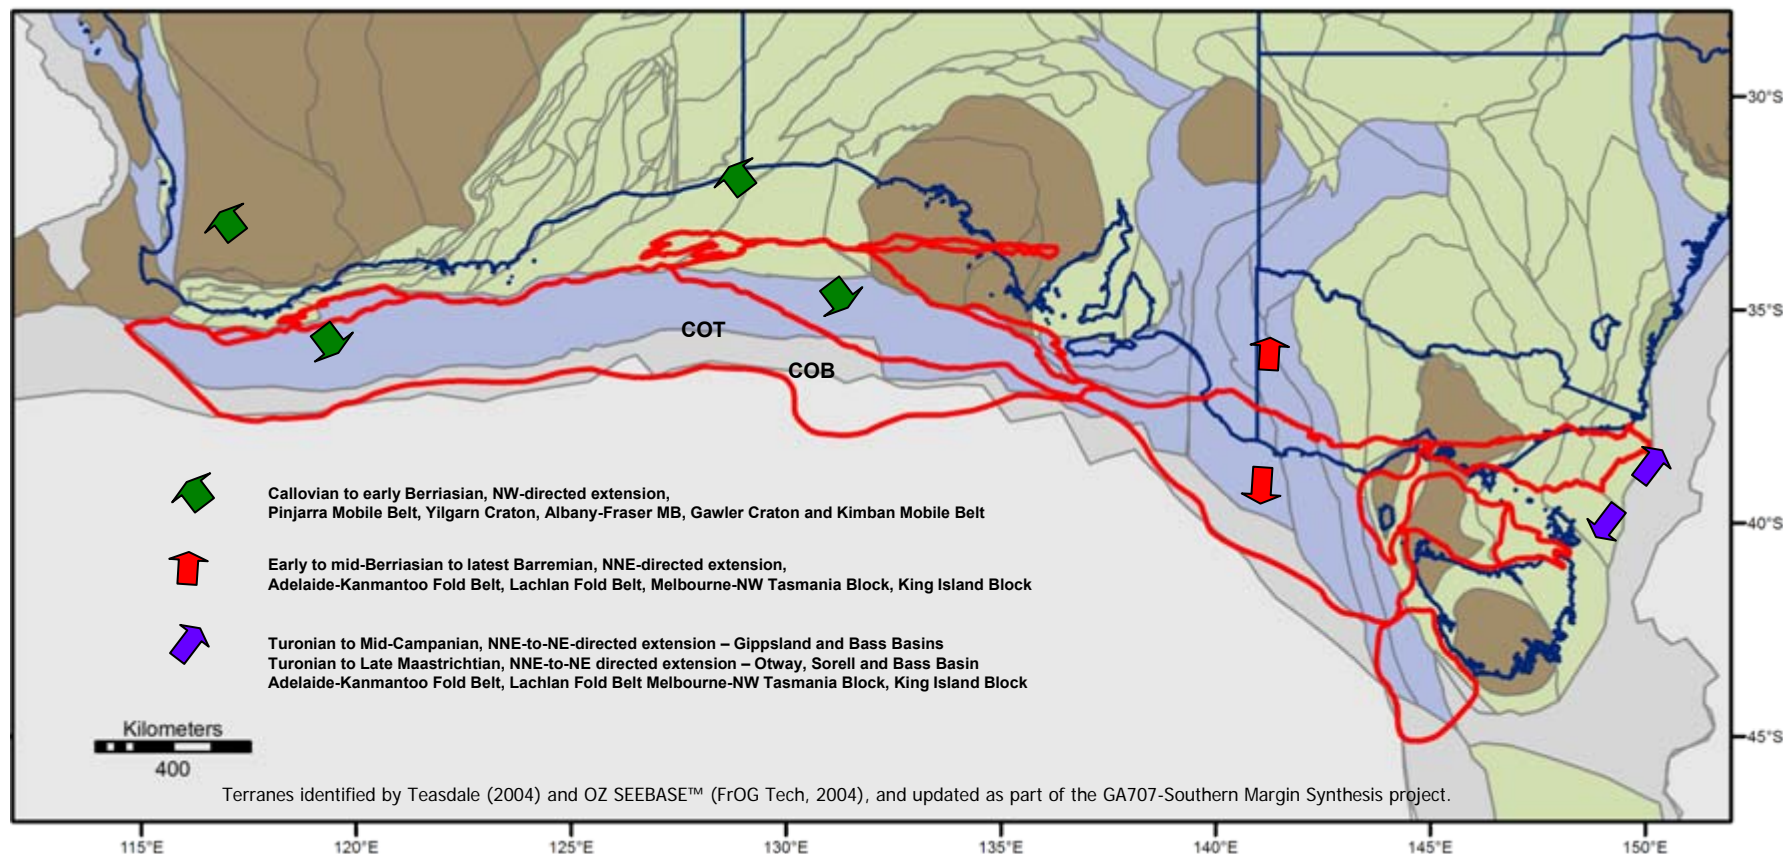 30°S
35°S
COT
COB
Callovian to early Berriasian, NW-directed extension,
Pinjarra Mobile Belt, Yilgarn Craton, Albany-Fraser MB, Gawler Craton and Kimban Mobile Belt
40°S
Early to mid-Berriasian to latest Barremian, NNE-directed extension,
Adelaide-Kanmantoo Fold Belt, Lachlan Fold Belt, Melbourne-NW Tasmania Block, King Island Block
Turonian to Mid-Campanian, NNE-to-NE-directed extension – Gippsland and Bass Basins
Turonian to Late Maastrichtian, NNE-to-NE directed extension – Otway, Sorell and Bass Basin
Adelaide-Kanmantoo Fold Belt, Lachlan Fold Belt Melbourne-NW Tasmania Block, King Island Block
Kilometers
400
45°S
Terranes identified by Teasdale (2004) and OZ SEEBASE™ (FrOG Tech, 2004), and updated as part of the GA707-Southern Margin Synthesis project.
115°E 120°E 125°E 130°E 135°E 140°E 145°E 150°E